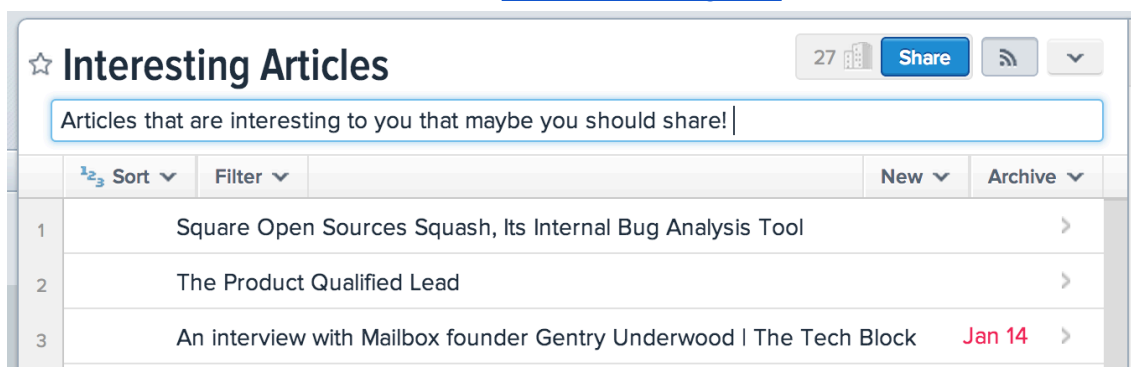 Interesting Articles
27 Share
Articles that are interesting to you that maybe you should share!
123 Sort Filter New Archive
1 Square Open Sources Squash, Its Internal Bug Analysis Tool
2 The Product Qualified Lead
3 An interview with Mailbox founder Gentry Underwood | The Tech Block Jan 14